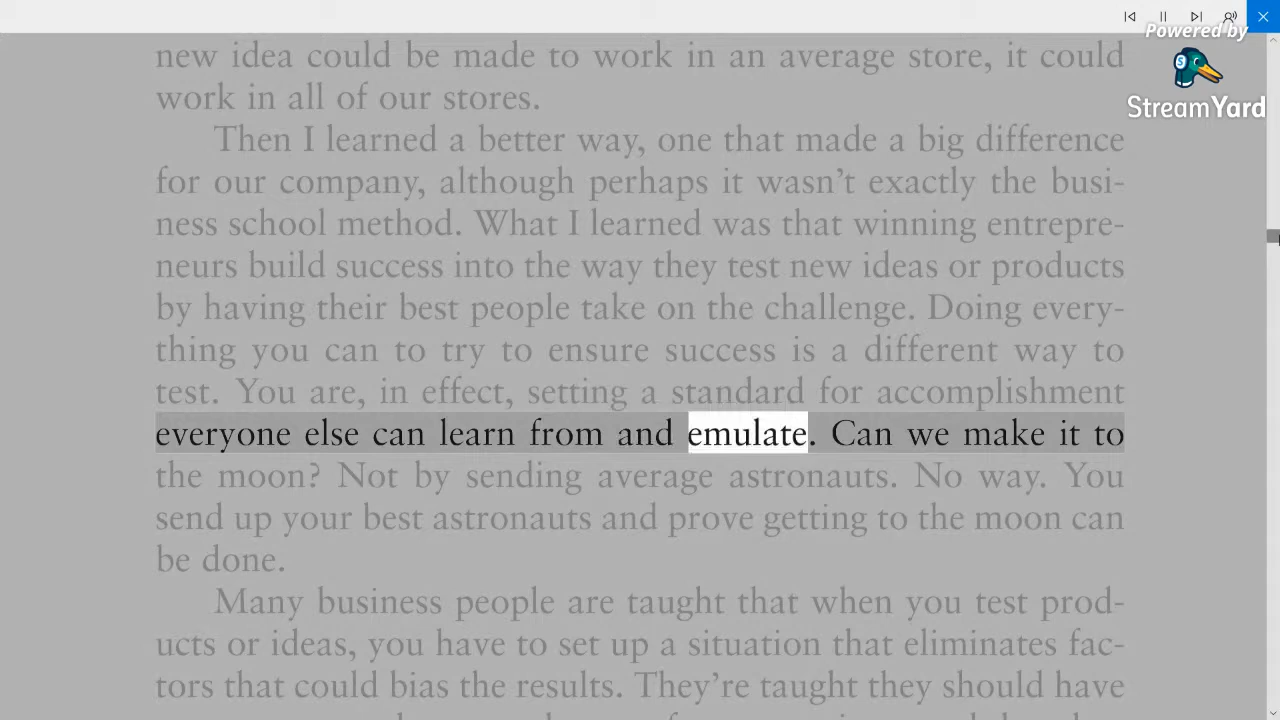 Powered by
StreamYard
new idea could be made to work in an average store, it could
work in all of our stores.
Then I learned a better way, one that made a big difference
for our company, although perhaps it wasn't exactly the busi-
ness school method. What I learned was that winning entrepre-
neurs build success into the way they test new ideas or products
by having their best people take on the challenge. Doing every-
thing you can to try to ensure success is a different way to
test. You are, in effect, setting a standard for accomplishment
everyone else can learn from and emulate. Can we make it to
the moon? Not by sending average astronauts. No way. You
send up your best astronauts and prove getting to the moon can
be done.
Many business people are taught that when you test prod-
ucts or ideas, you have to set up a situation that eliminates fac-
tors that could bias the results. They're taught they should have